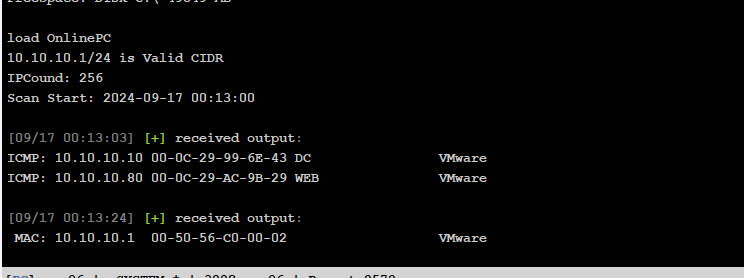 load OnlinePC
10.10.10.1/24 is Valid CIDR
IPCound: 256
Scan Start: 2024-09-17 00:13:00
[09/17 00:13:03] [+] received output:
ICMP: 10.10.10.10 00-0C-29-99-6E-43 DC VMware
ICMP: 10.10.10.80 00-0C-29-AC-9B-29 WEB VMware
[09/17 00:13:24] [+] received output:
MAC: 10.10.10.1 00-50-56-C0-00-02 VMware